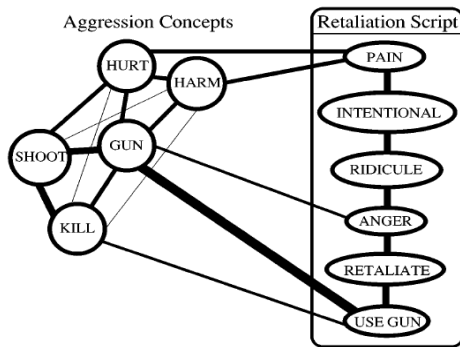 Aggression Concepts
Retaliation Script
HURT
HARM
GUN
SHOOT
KILL
PAIN
INTENTIONAL
RIDICULE
ANGER
RETALIATE
USE GUN